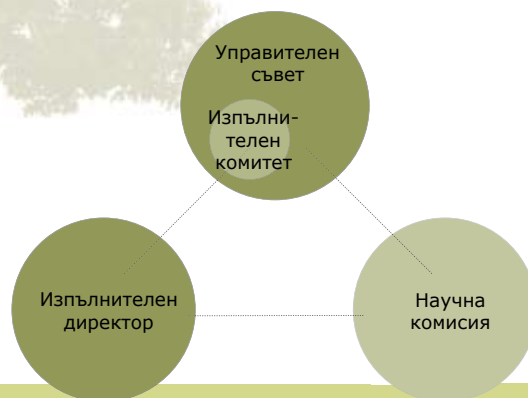 Управителен
съвет
Изпълни-
телен
комитет
Изпълнителен
директор
Научна
комисия